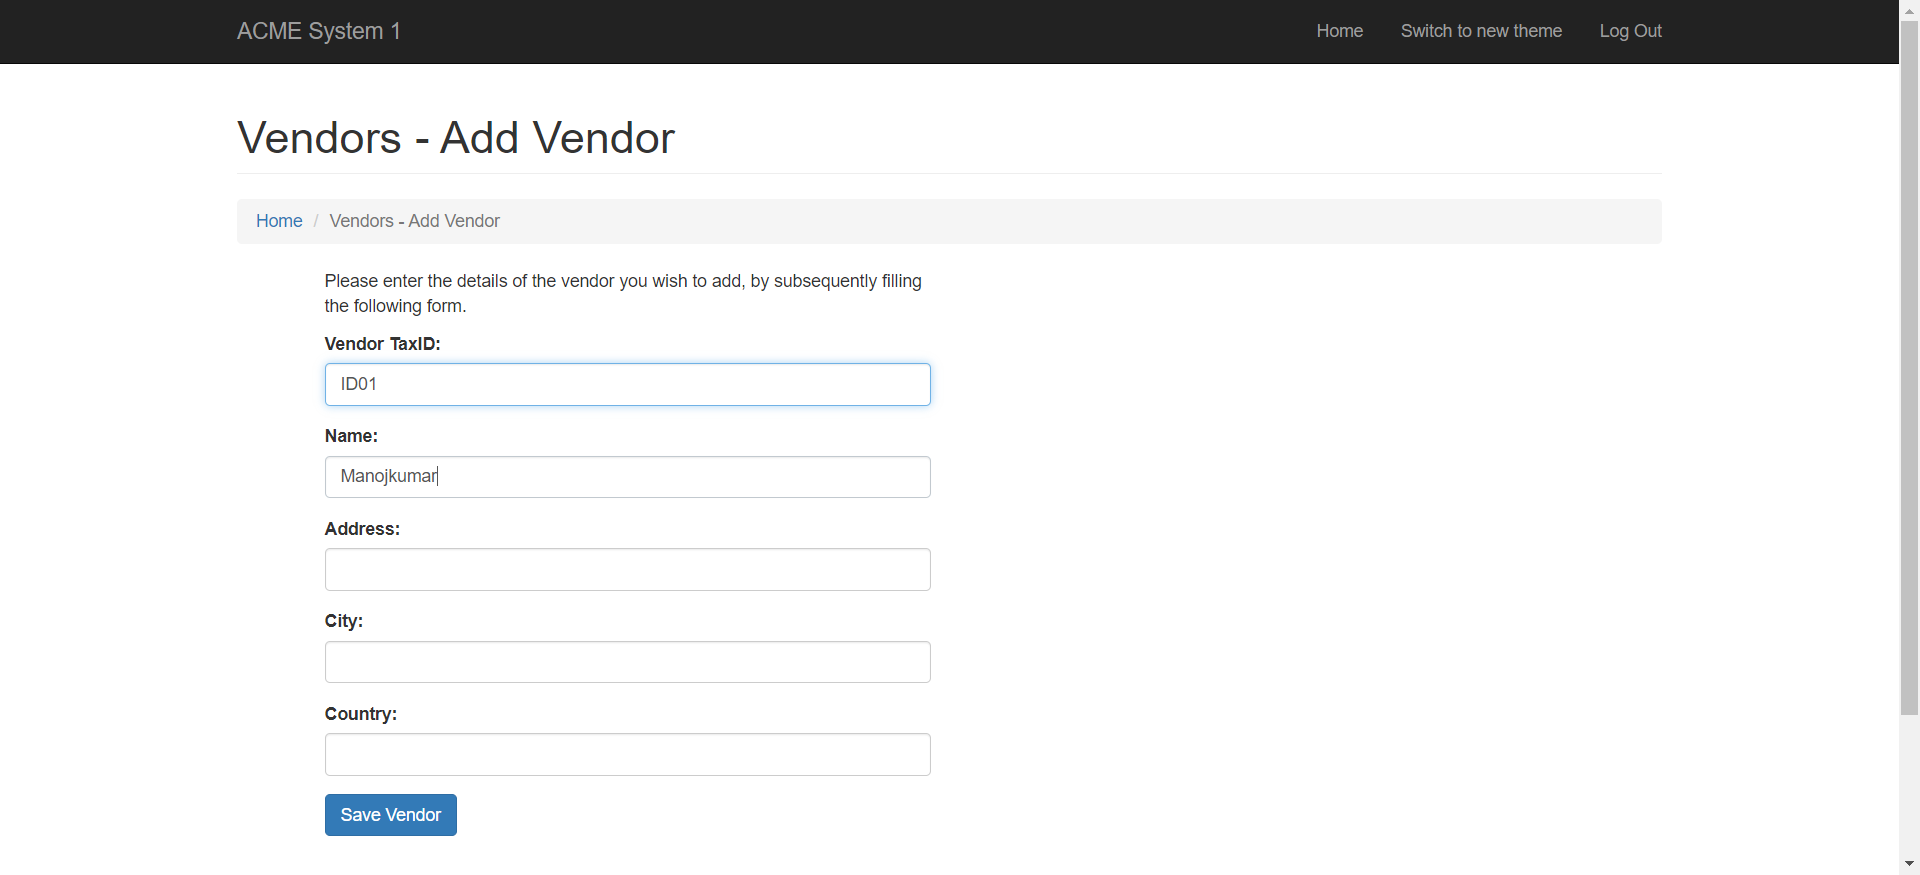 ACME System 1
Home
Switch to new theme
Log Out
Vendors - Add Vendor
Home / Vendors - Add Vendor
Please enter the details of the vendor you wish to add, by subsequently filling
the following form.
Vendor TaxID:
ID01
Name:
Manojkumar
Address:
City:
Country:
Save Vendor